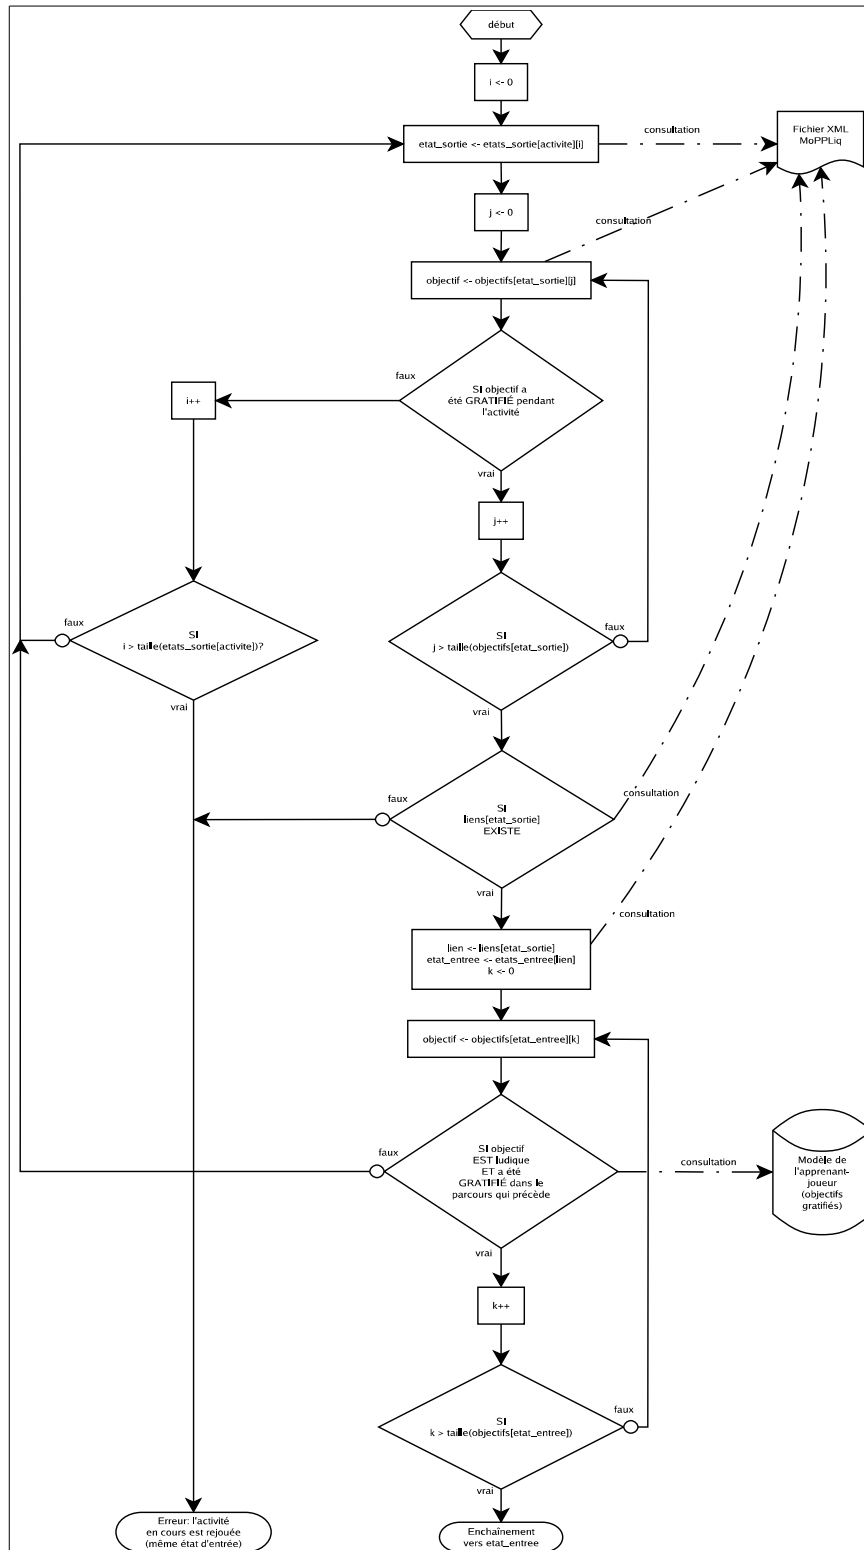 début
i <- 0
etat_sortie <- etats_sortie[activite][i]
consultation
Fichier XML
MoPPLiq
j <- 0
consultation
objectif <- objectifs[etat_sortie][j]
faux
SI objectif a
été GRATIFIÉ pendant
l'activité
i++
vrai
j++
faux
SI
i > taille(etats_sortie[activite])?
vrai
SI
j > taille(objectifs[etat_sortie])
faux
vrai
faux
SI
liens[etat_sortie]
EXISTE
consultation
vrai
consultation
lien <- liens[etat_sortie]
etat_entree <- etats_entree[lien]
k <- 0
objectif <- objectifs[etat_entree][k]
faux
SI objectif
EST ludique
ET a été
GRATIFIÉ dans le
parcours qui précède
consultation
Modèle de
l'apprenant-
joueur
(objectifs
gratifiés)
vrai
k++
SI
k > taille(objectifs[etat_entree])
faux
vrai
Erreur: l'activité
en cours est rejouée
(même état d'entrée)
Enchaînement
vers etat_entree